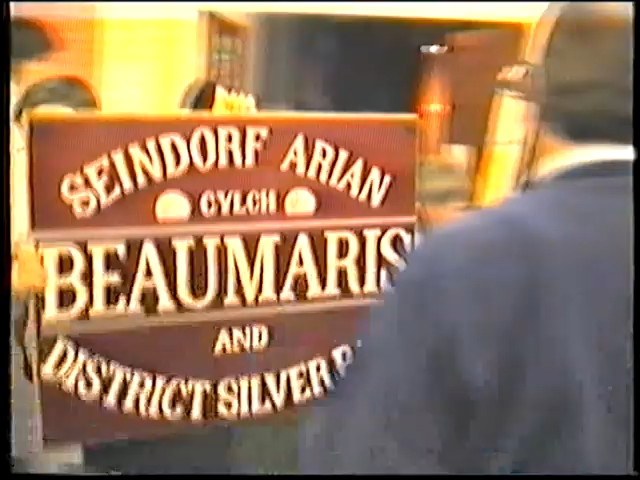 SEINDORF ARIAN
CYLCH
BEAUMARIS
AND
DISTRICT SILVER